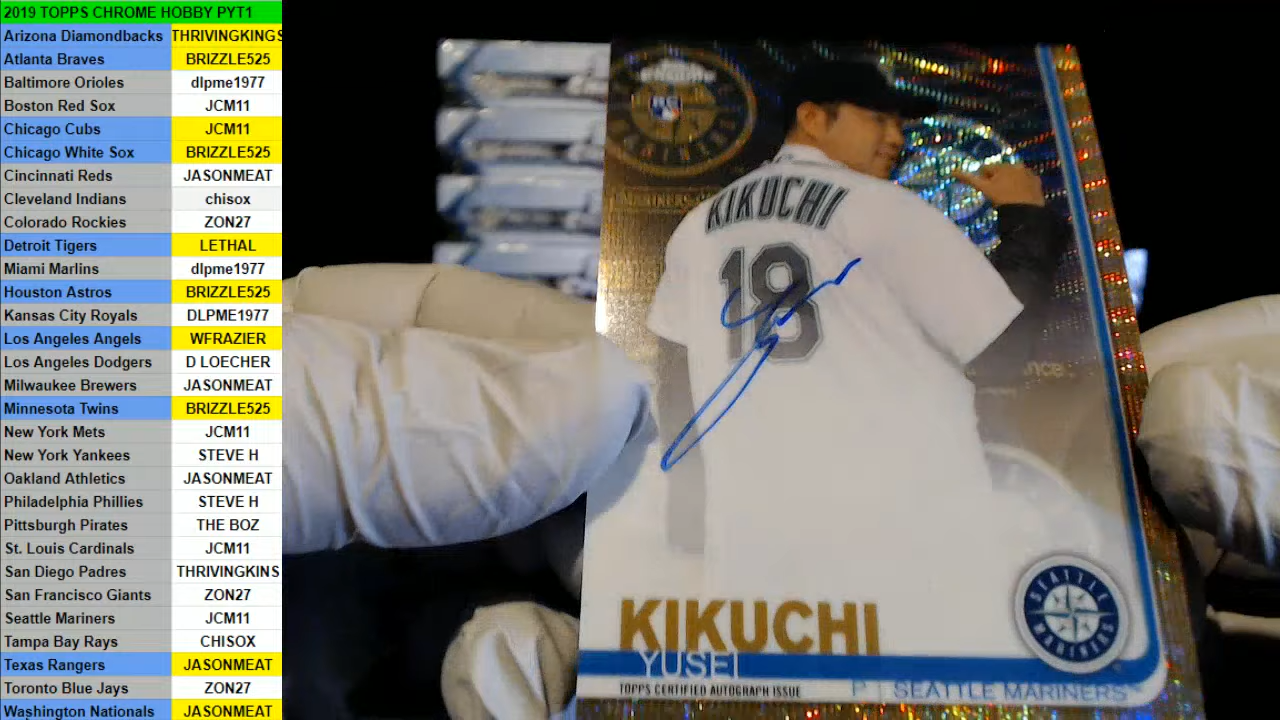 2019 TOPPS CHROME HOBBY PYT1
Arizona Diamondbacks THRIVINGKINGS
Atlanta Braves BRIZZLE525
Baltimore Orioles dlpme1977
Boston Red Sox JCM11
Chicago Cubs JCM11
Chicago White Sox BRIZZLE525
Cincinnati Reds JASONMEAT
Cleveland Indians chisox
Colorado Rockies ZON27
Detroit Tigers LETHAL
Miami Marlins dlpme1977
Houston Astros BRIZZLE525
Kansas City Royals DLPME1977
Los Angeles Angels WFRAZIER
Los Angeles Dodgers D LOECHER
Milwaukee Brewers JASONMEAT
Minnesota Twins BRIZZLE525
New York Mets JCM11
New York Yankees STEVE H
Oakland Athletics JASONMEAT
Philadelphia Phillies STEVE H
Pittsburgh Pirates THE BOZ
St. Louis Cardinals JCM11
San Diego Padres THRIVINGKINS
San Francisco Giants ZON27
Seattle Mariners JCM11
Tampa Bay Rays CHISOX
Texas Rangers JASONMEAT
Toronto Blue Jays ZON27
Washington Nationals JASONMEAT
CHROME
RC
MARINERS
KIKUCHI
18
KIKUCHI
YUSEI
TOPPS CERTIFIED AUTOGRAPH ISSUE
P SEATTLE MARINERS™
SEATTLE
MARINERS